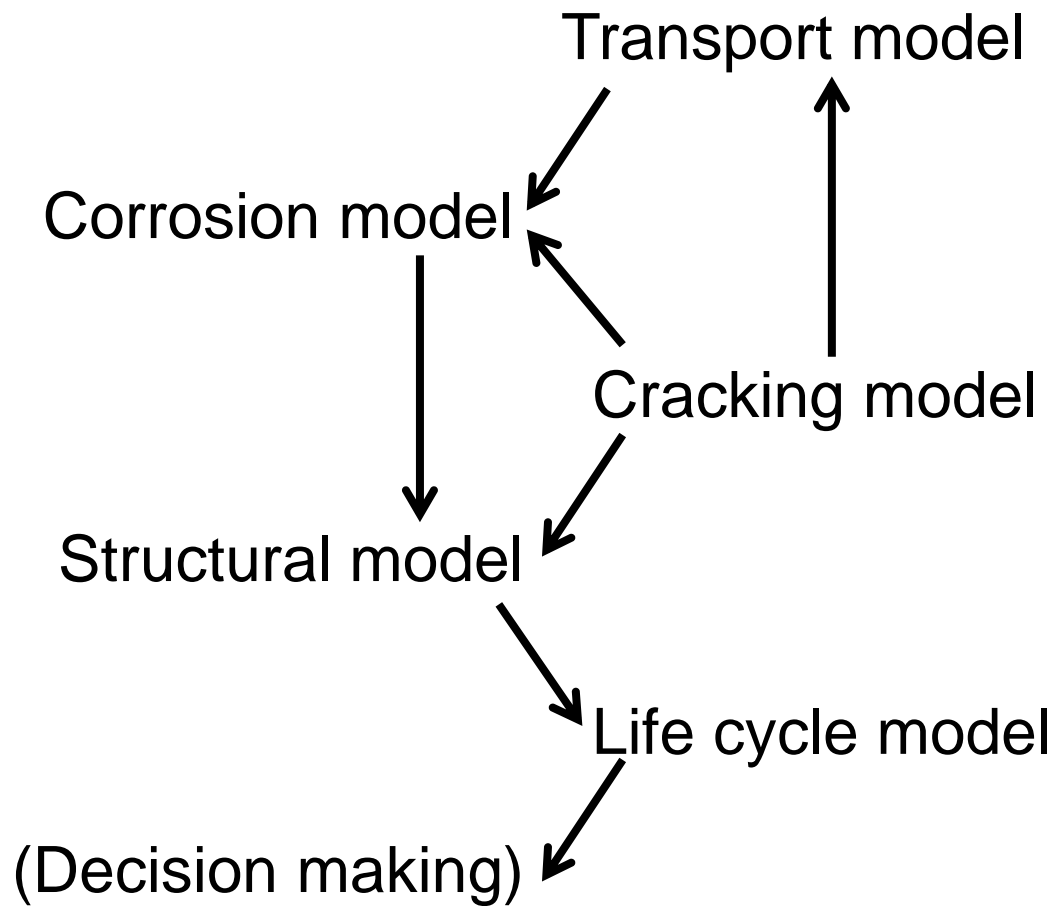 Transport model
Corrosion model
Cracking model
Structural model
Life cycle model
(Decision making)